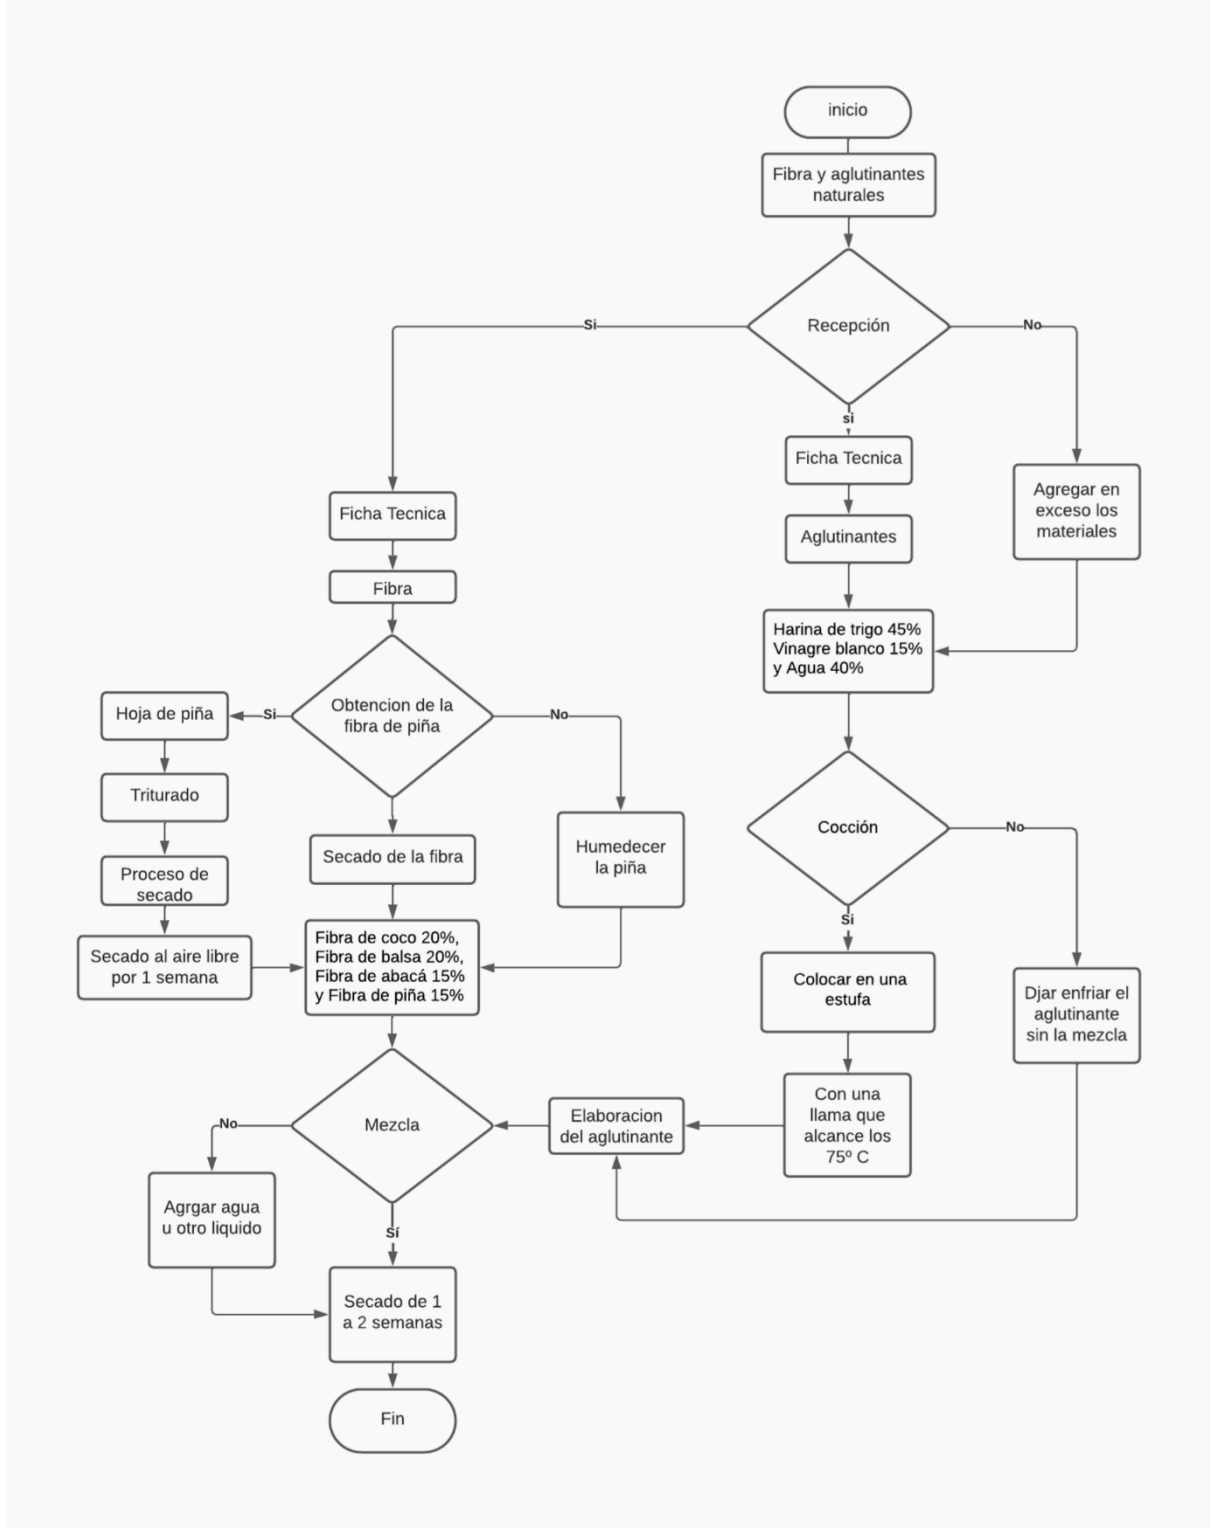 inicio
Fibra y aglutinantes
naturales
Recepción
Si
No
si
Ficha Tecnica
Aglutinantes
Agregar en
exceso los
materiales
Harina de trigo 45%
Vinagre blanco 15%
y Agua 40%
Ficha Tecnica
Fibra
Obtencion de la
fibra de piña
Si
No
Hoja de piña
Triturado
Proceso de
secado
Secado al aire libre
por 1 semana
Secado de la fibra
Humedecer
la piña
Fibra de coco 20%,
Fibra de balsa 20%,
Fibra de abacá 15%
y Fibra de piña 15%
Cocción
No
Si
Colocar en una
estufa
Djar enfriar el
aglutinante
sin la mezcla
Con una
llama que
alcance los
75º C
Elaboracion
del aglutinante
Mezcla
No
Sí
Agrgar agua
u otro liquido
Secado de 1
a 2 semanas
Fin